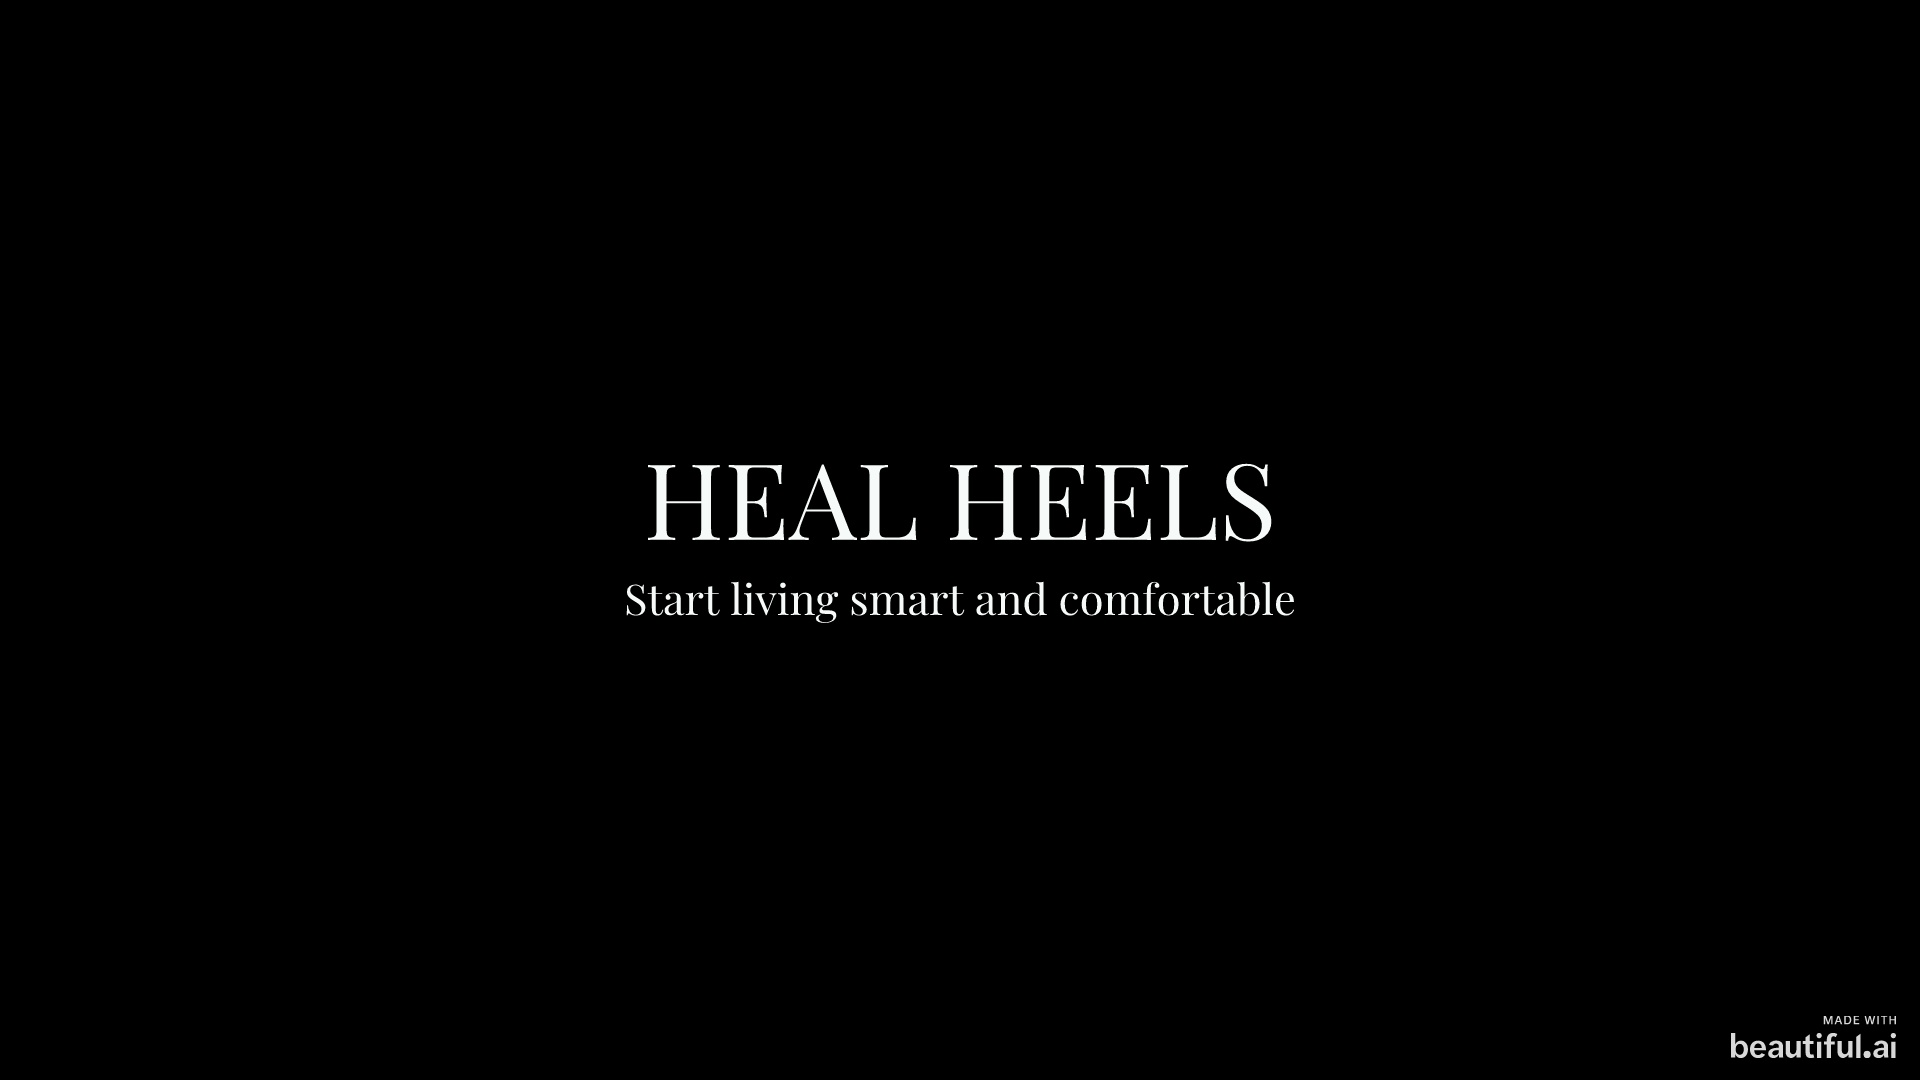 HEAL HEELS
Start living smart and comfortable
MADE WITH
beautiful.ai